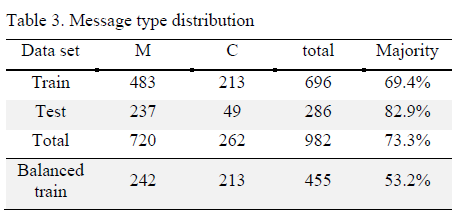 Table 3. Message type distribution
Data set M C total Majority
Train 483 213 696 69.4%
Test 237 49 286 82.9%
Total 720 262 982 73.3%
Balanced
train 242 213 455 53.2%